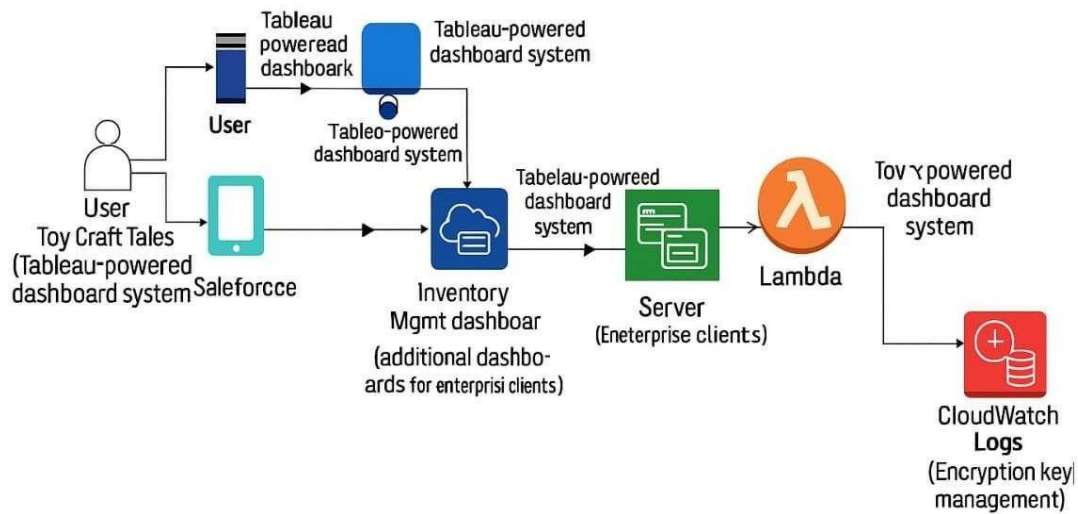 Tableau
poweread
dashboark
Tableau-powered
dashboard system
User
Tableo-powered
dashboard system
User
Toy Craft Tales
(Tableau-powered
dashboard system
Saleforcce
Inventory
Mgmt dashboar
(additional dashbo-
ards for enterprisi clients)
Tabelau-powreed
dashboard
system
Server
(Eneterprise clients)
Lambda
powered
dashboard
system
CloudWatch
Logs
(Encryption key
management)